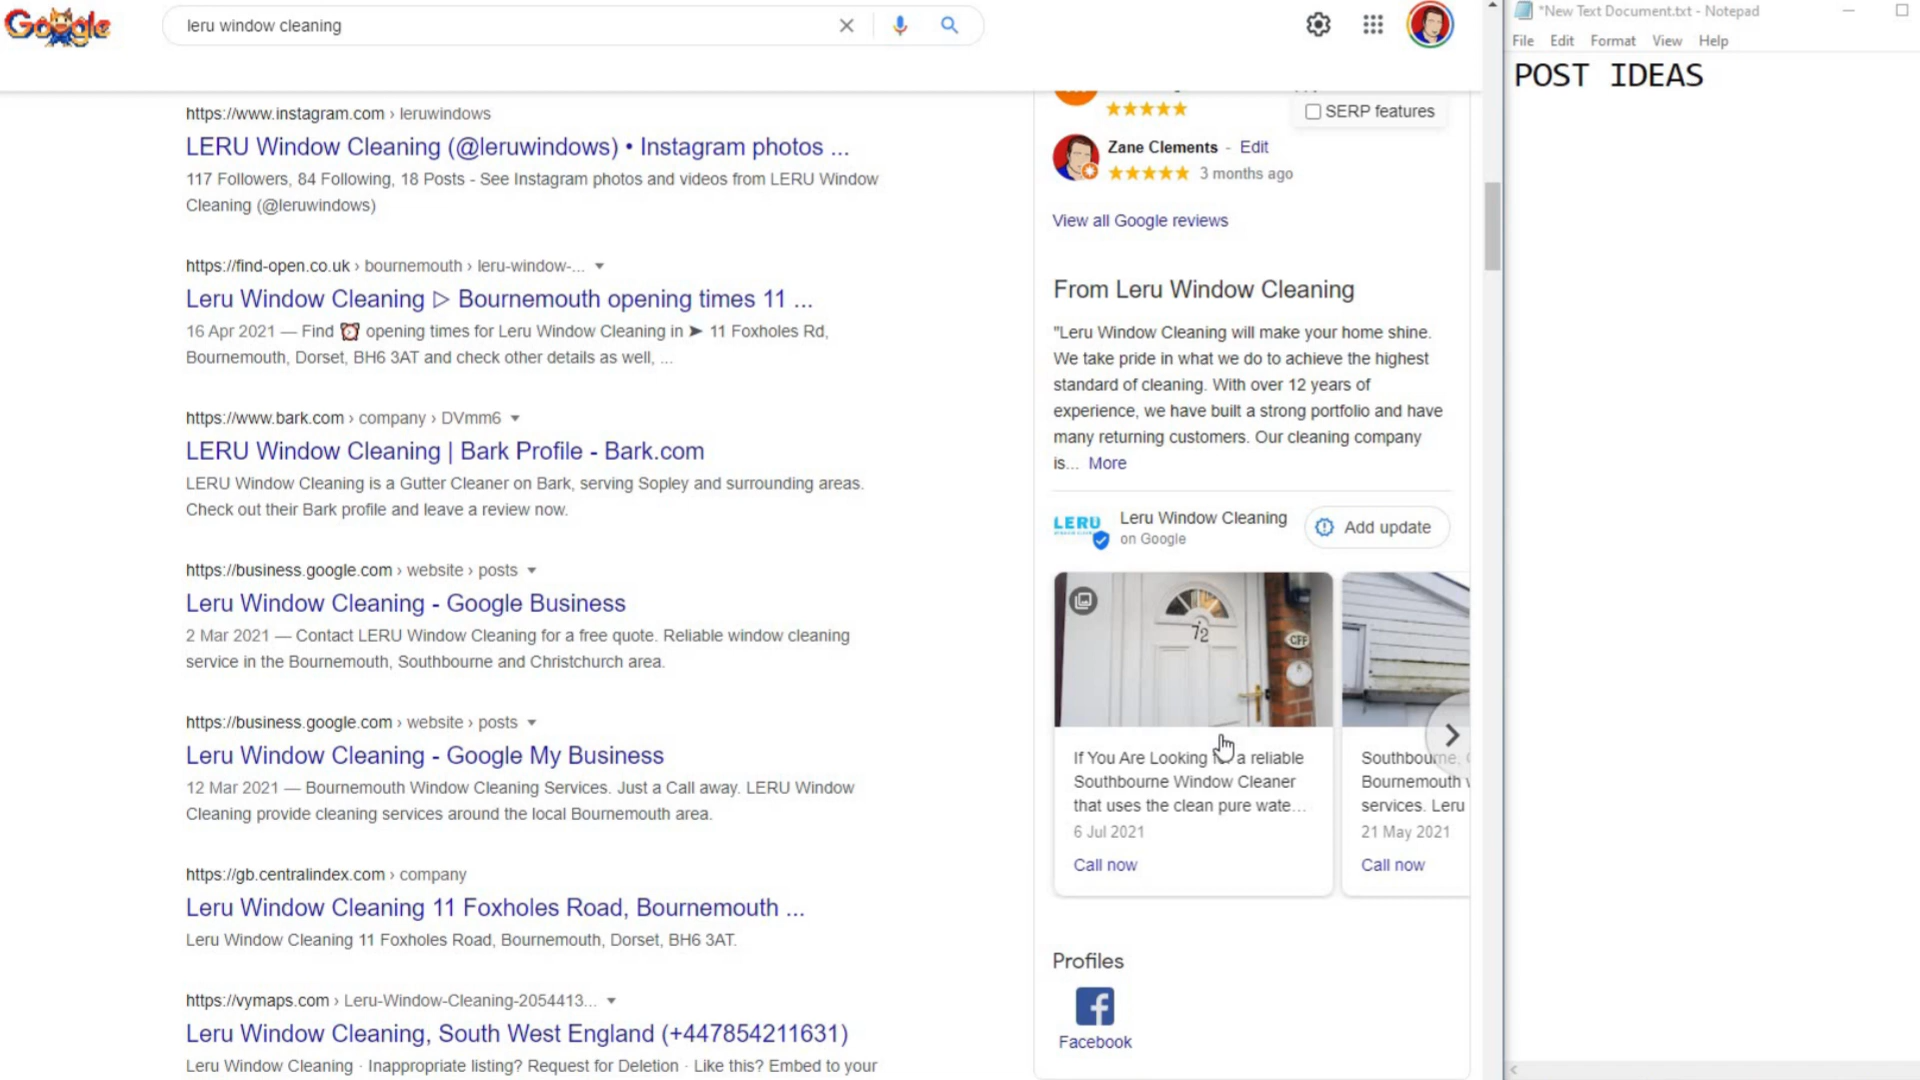 Google
leru window cleaning
https://www.instagram.com › leruwindows
LERU Window Cleaning (@leruwindows) • Instagram photos ...
117 Followers, 84 Following, 18 Posts - See Instagram photos and videos from LERU Window
Cleaning (@leruwindows)
https://find-open.co.uk › bournemouth › leru-window-...
Leru Window Cleaning ▷ Bournemouth opening times 11 ...
16 Apr 2021 — Find ⏰ opening times for Leru Window Cleaning in ➤ 11 Foxholes Rd,
Bournemouth, Dorset, BH6 3AT and check other details as well, ...
https://www.bark.com › company › DVmm6
LERU Window Cleaning | Bark Profile - Bark.com
LERU Window Cleaning is a Gutter Cleaner on Bark, serving Sopley and surrounding areas.
Check out their Bark profile and leave a review now.
https://business.google.com › website › posts
Leru Window Cleaning - Google Business
2 Mar 2021 — Contact LERU Window Cleaning for a free quote. Reliable window cleaning
service in the Bournemouth, Southbourne and Christchurch area.
https://business.google.com › website › posts
Leru Window Cleaning - Google My Business
12 Mar 2021 — Bournemouth Window Cleaning Services. Just a Call away. LERU Window
Cleaning provide cleaning services around the local Bournemouth area.
https://gb.centralindex.com › company
Leru Window Cleaning 11 Foxholes Road, Bournemouth ...
Leru Window Cleaning 11 Foxholes Road, Bournemouth, Dorset, BH6 3AT.
https://vymaps.com › Leru-Window-Cleaning-2054413...
Leru Window Cleaning, South West England (+447854211631)
Leru Window Cleaning · Inappropriate listing? Request for Deletion · Like this? Embed to your
SERP features
Zane Clements - Edit
3 months ago
View all Google reviews
From Leru Window Cleaning
"Leru Window Cleaning will make your home shine.
We take pride in what we do to achieve the highest
standard of cleaning. With over 12 years of
experience, we have built a strong portfolio and have
many returning customers. Our cleaning company
is... More
LERU
Leru Window Cleaning
on Google
Add update
72
CFF
If You Are Looking a reliable
Southbourne Window Cleaner
that uses the clean pure wate...
6 Jul 2021
Call now
Southbourne,
Bournemouth
services. Leru
21 May 2021
Call now
Profiles
Facebook
*New Text Document.txt - Notepad
File Edit Format View Help
POST IDEAS